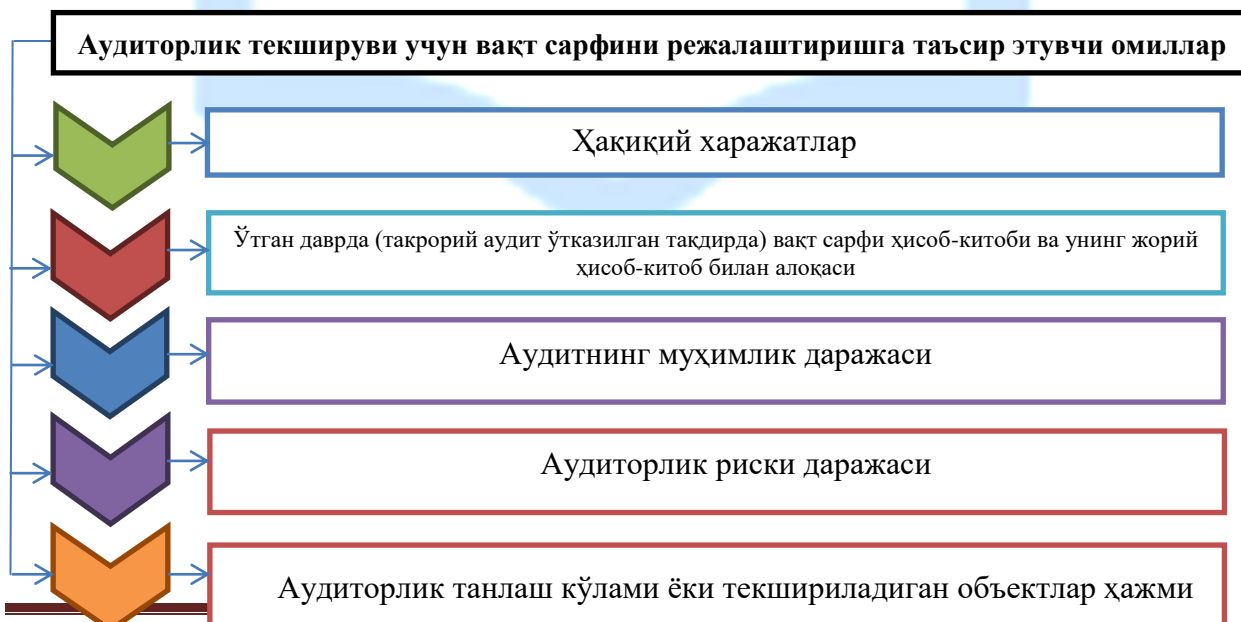 Аудиторлик текшируви учун вақт сарфини режалаштиришга таъсир этувчи омиллар
Ҳақиқий харажатлар
Ўтган даврда (такрорий аудит ўтказилган тақдирда) вақт сарфи ҳисоб-китоби ва унинг жорий
ҳисоб-китоб билан алоқаси
Аудитнинг муҳимлик даражаси
Аудиторлик риски даражаси
Аудиторлик танлаш кўлами ёки текшириладиган объектлар ҳажми